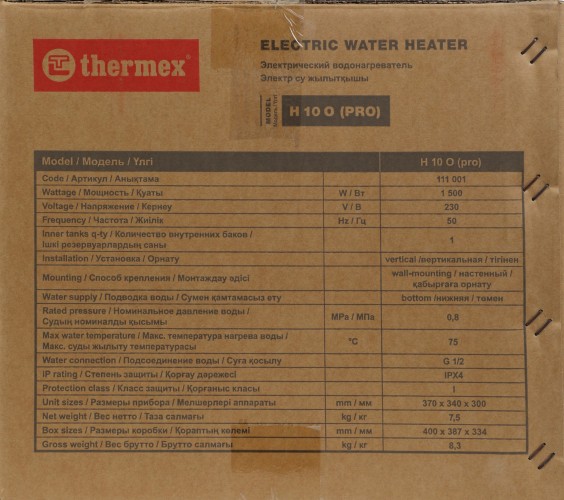 thermex®
ELECTRIC WATER HEATER
Электрический водонагреватель
Электр су жылытқышы
MODEL
H 10 O (PRO)
Model / Модель / Үлгі H 10 O (pro)
Code / Артикул / Анықтама 111 001
Wattage / Мощность / Қуаты W / Вт 1 500
Voltage / Напряжение / Кернеу V / В 230
Frequency / Частота / Жиілік Hz / Гц 50
Inner tanks q-ty / Количество внутренних баков /
Ішкі резервуарлардың саны 1
Installation / Установка / Орнату vertical /вертикальная / тігінен
Mounting / Способ крепления / Монтаждау әдісі wall-mounting / настенный /
қабырғаға орнату
Water supply / Подводка воды / Сумен қамтамасыз ету bottom /нижняя / төмен
Rated pressure / Номинальное давление воды /
Судың номиналды қысымы MPa / МПа 0,8
Max water temperature / Макс. температура нагрева воды /
Макс. суды жылыту температурасы °C 75
Water connection / Подсоединение воды / Суға қосылу G 1/2
IP rating / Степень защиты / Қорғау дәрежесі IPX4
Protection class / Класс защиты / Қорғаныс класы I
Unit sizes / Размеры прибора / Мелшерлері аппараты mm / мм 370 x 340 x 300
Net weight / Вес нетто / Таза салмағы kg / кг 7,5
Box sizes / Размеры коробки / Қораптың көлемі mm / мм 400 x 387 x 334
Gross weight / Вес брутто / Брутто салмағы kg / кг 8,3